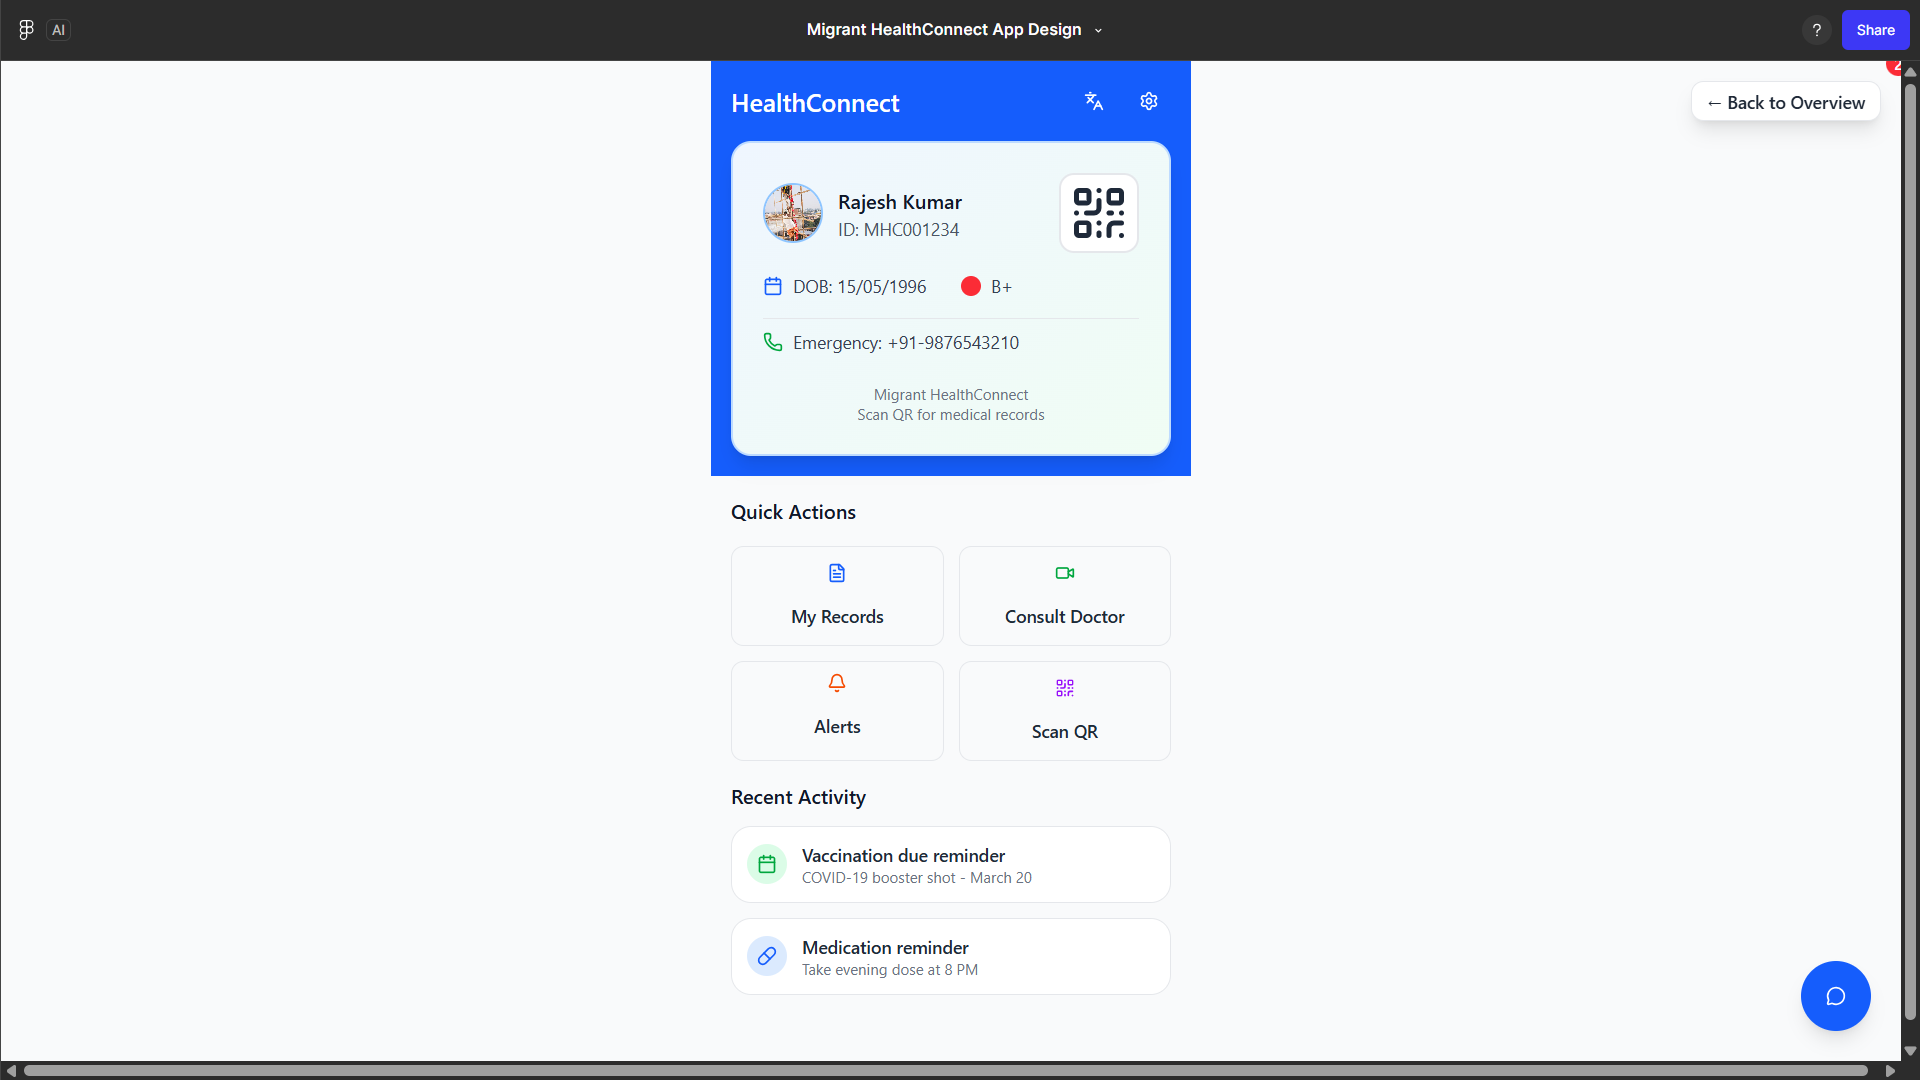 AI
Migrant HealthConnect App Design
?
Share
2
← Back to Overview
HealthConnect
Rajesh Kumar
ID: MHC001234
DOB: 15/05/1996
B+
Emergency: +91-9876543210
Migrant HealthConnect
Scan QR for medical records
Quick Actions
My Records
Consult Doctor
Alerts
Scan QR
Recent Activity
Vaccination due reminder
COVID-19 booster shot - March 20
Medication reminder
Take evening dose at 8 PM